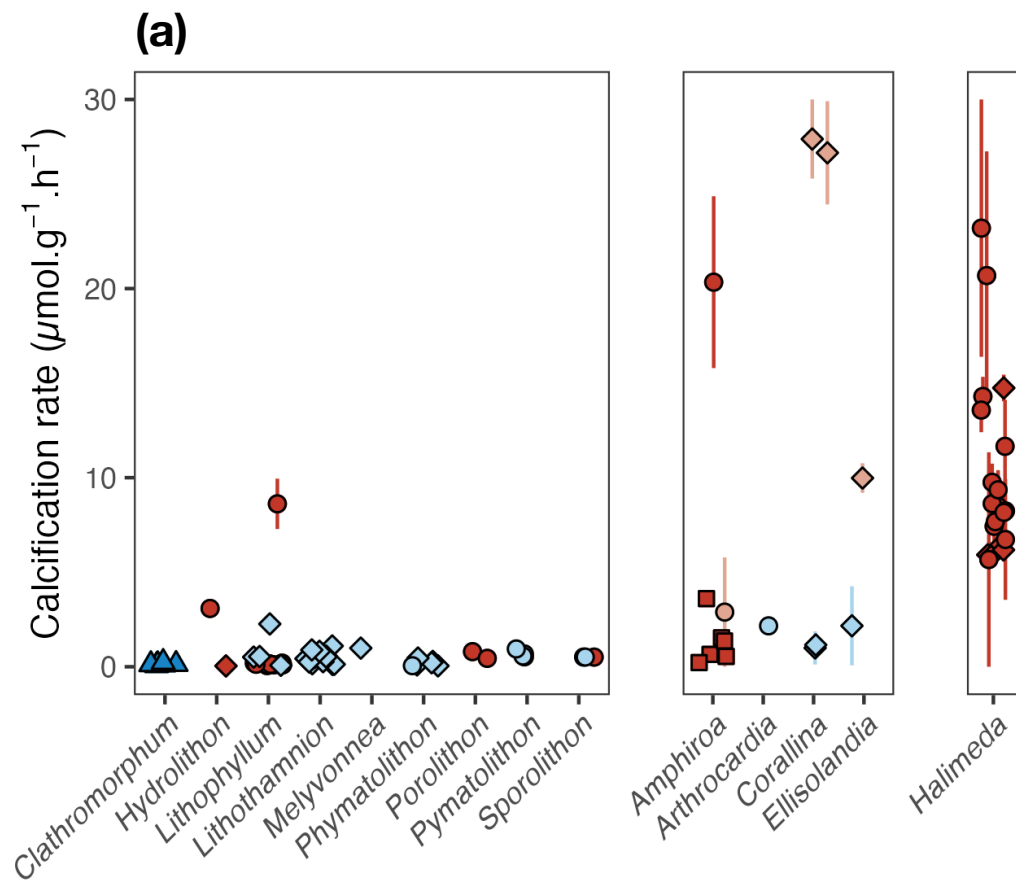 (a)
Calcification rate (μmol.g⁻¹.h⁻¹)
30
20
10
0
Clathromorphum
Hydrolithon
Lithophyllum
Lithothamnion
Melyvonnea
Phymatolithon
Porolithon
Pymatolithon
Sporolithon
Amphiroa
Arthrocardia
Corallina
Ellisolandia
Halimeda